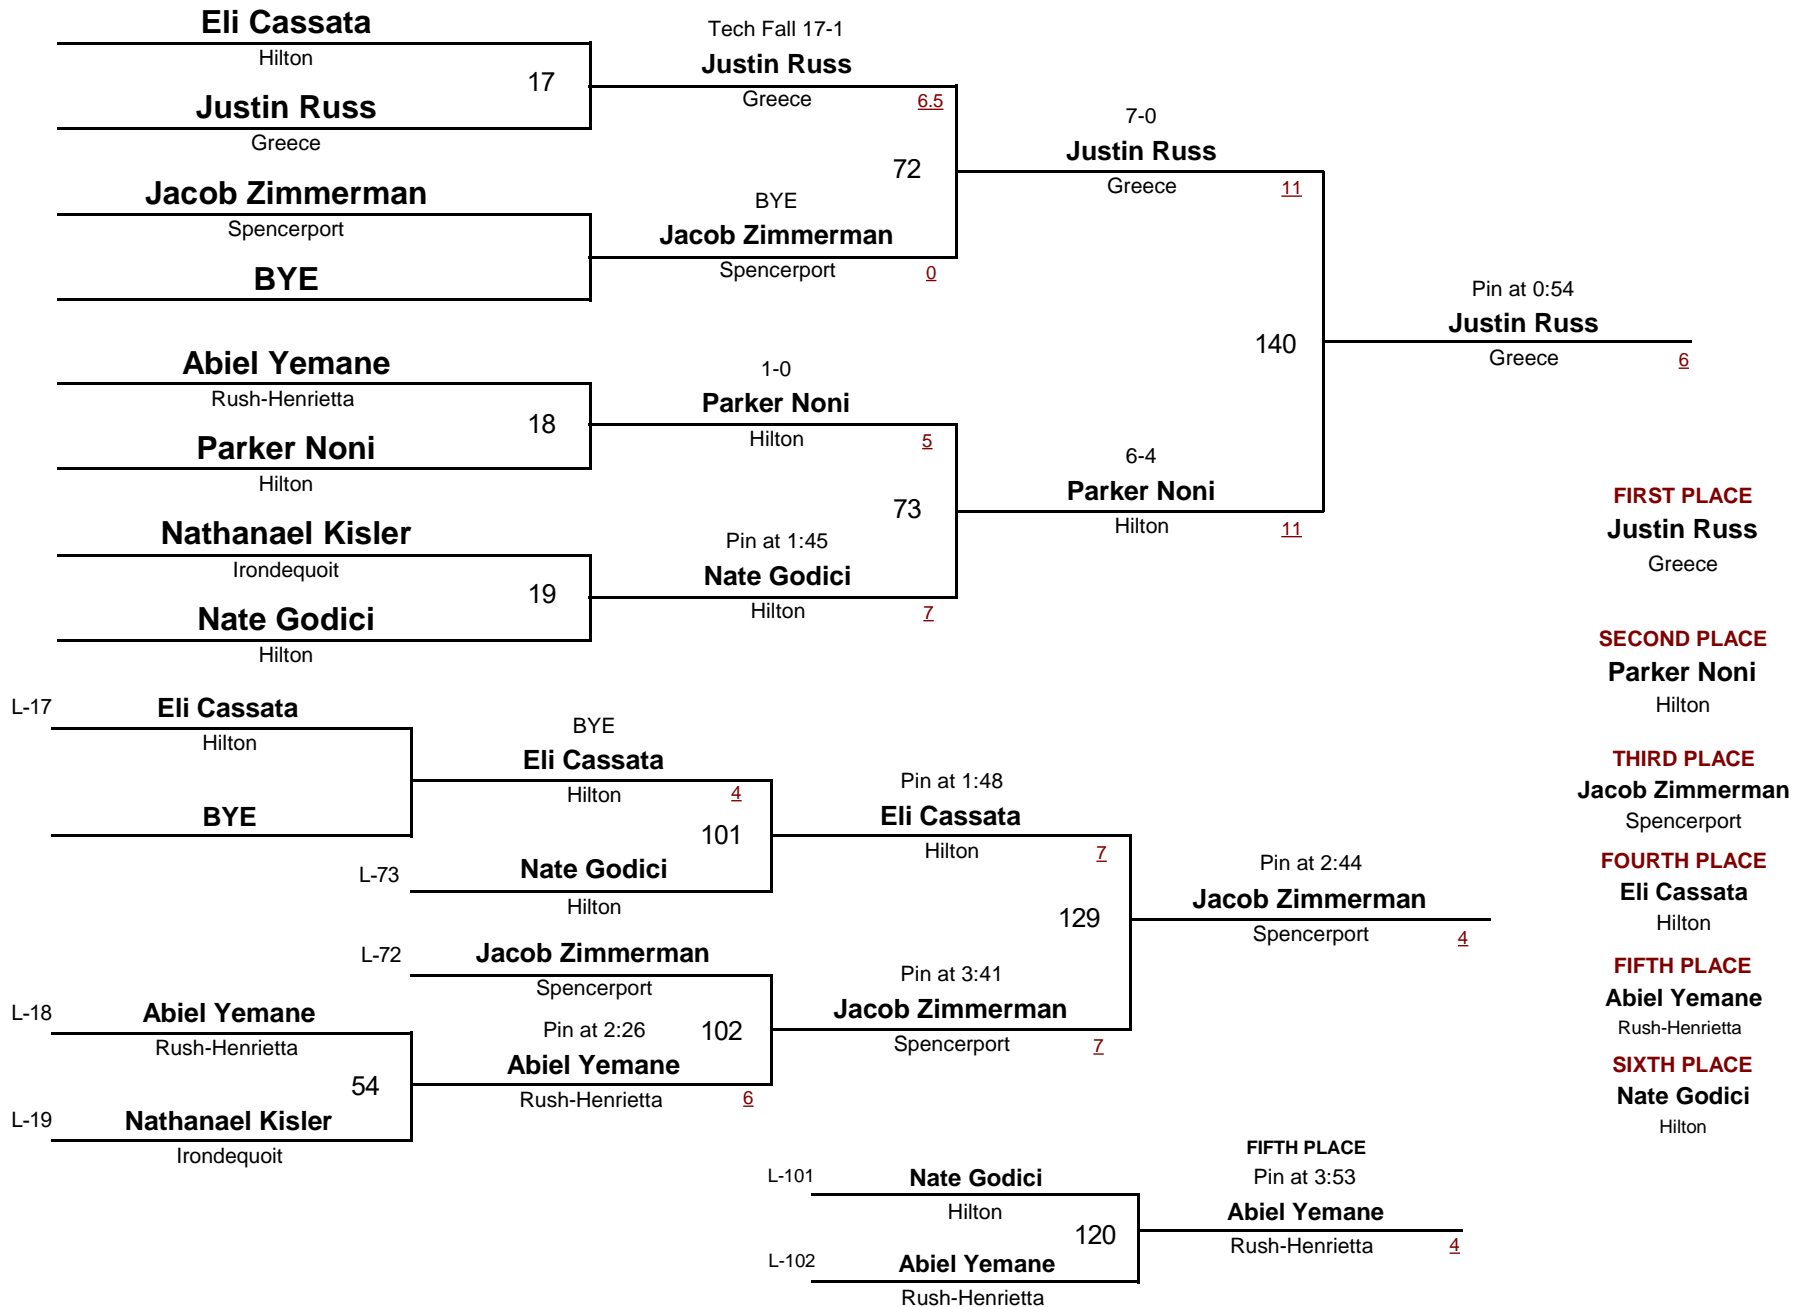 Eli Cassata
Hilton
17
Justin Russ
Greece
Jacob Zimmerman
Spencerport
BYE
Abiel Yemane
Rush-Henrietta
18
Parker Noni
Hilton
Nathanael Kisler
Irondequoit
19
Nate Godici
Hilton
Tech Fall 17-1
Justin Russ
Greece 6.5
72
BYE
Jacob Zimmerman
Spencerport 0
1-0
Parker Noni
Hilton 5
73
Pin at 1:45
Nate Godici
Hilton 7
7-0
Justin Russ
Greece 11
140
6-4
Parker Noni
Hilton 11
Pin at 0:54
Justin Russ
Greece 6
FIRST PLACE
Justin Russ
Greece
SECOND PLACE
Parker Noni
Hilton
THIRD PLACE
Jacob Zimmerman
Spencerport
FOURTH PLACE
Eli Cassata
Hilton
FIFTH PLACE
Abiel Yemane
Rush-Henrietta
SIXTH PLACE
Nate Godici
Hilton
L-17 Eli Cassata
Hilton
BYE
BYE
Eli Cassata
Hilton 4
101
L-73 Nate Godici
Hilton
L-72 Jacob Zimmerman
Spencerport
L-18 Abiel Yemane
Rush-Henrietta
54
L-19 Nathanael Kisler
Irondequoit
Pin at 2:26 102
Abiel Yemane
Rush-Henrietta 6
Pin at 1:48
Eli Cassata
Hilton 7
129
Pin at 3:41
Jacob Zimmerman
Spencerport 7
Pin at 2:44
Jacob Zimmerman
Spencerport 4
L-101 Nate Godici
Hilton
120
L-102 Abiel Yemane
Rush-Henrietta
FIFTH PLACE
Pin at 3:53
Abiel Yemane
Rush-Henrietta 4